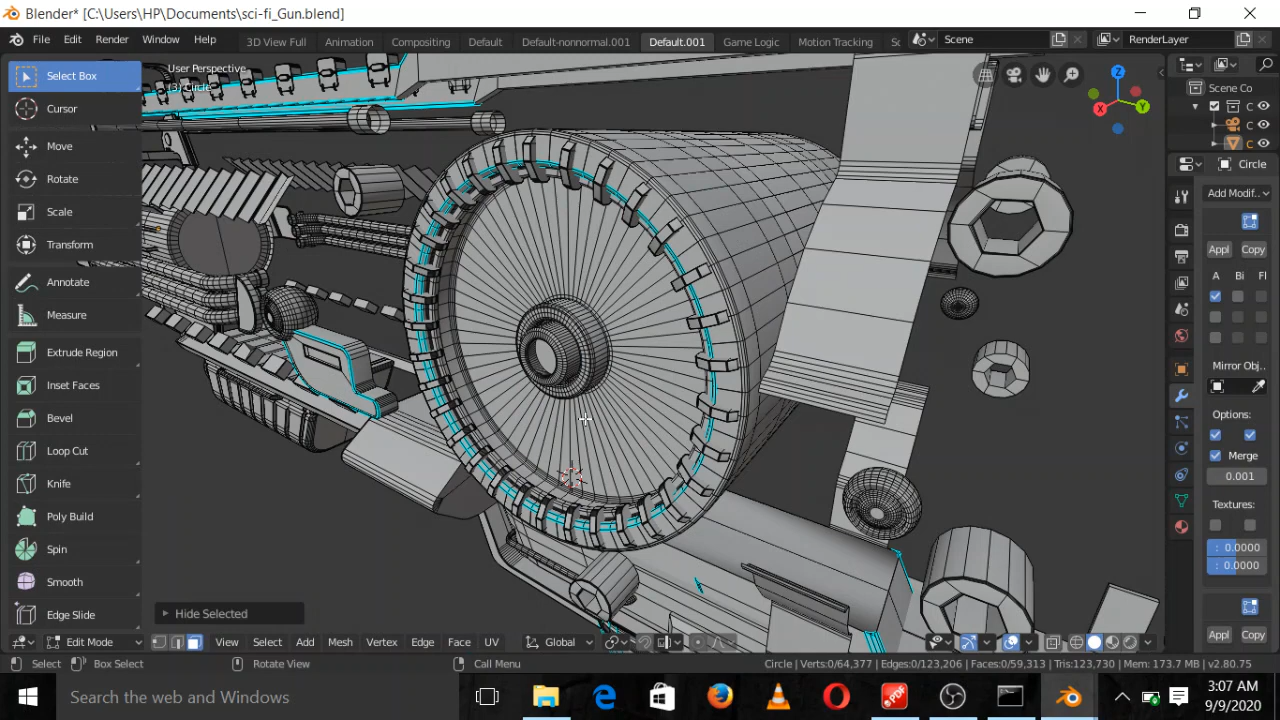 Blender* [C:\Users\HP\Documents\sci-fi_Gun.blend]
File Edit Render Window Help 3D View Full Animation Compositing Default Default-nonnormal.001 Default.001 Game Logic Motion Tracking Sc Scene RenderLayer
Select Box
User Perspective
(3) Circle
Cursor
Move
Rotate
Scale
Transform
Annotate
Measure
Extrude Region
Inset Faces
Bevel
Loop Cut
Knife
Poly Build
Spin
Smooth
Edge Slide
Hide Selected
Z
X
Y
Scene Co
C
C
C
Circle
Add Modif..
Appl Copy
A Bi Fl
Mirror Obj..
Options:
Merge
0.001
Textures:
: 0.0000
: 0.0000
Appl Copy
Edit Mode View Select Add Mesh Vertex Edge Face UV Global
Select Box Select Rotate View Call Menu Circle | Verts:0/64,377 | Edges:0/123,206 | Faces:0/59,313 | Tris:123,730 | Mem: 173.7 MB | v2.80.75
Search the web and Windows
PDF
3:07 AM
9/9/2020